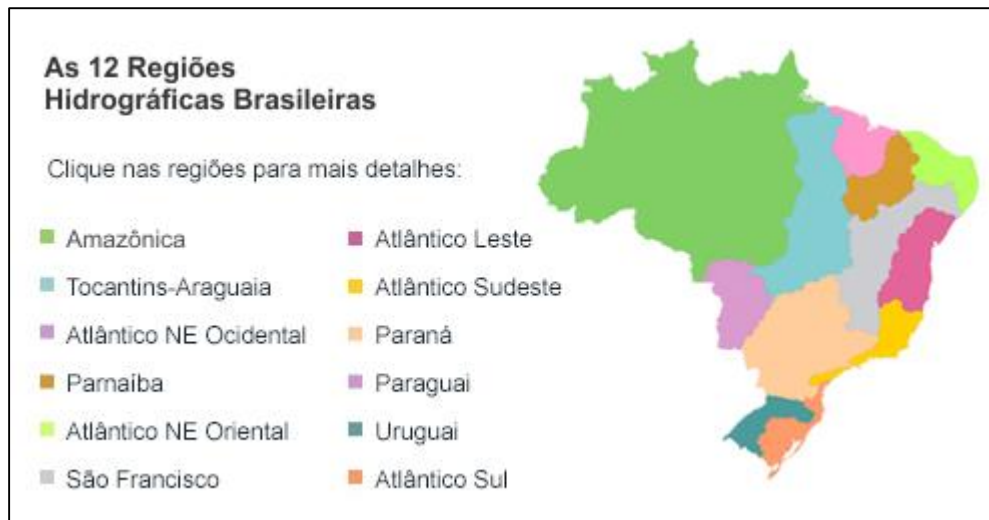 As 12 Regiões
Hidrográficas Brasileiras
Clique nas regiões para mais detalhes:
Amazônica
Tocantins-Araguaia
Atlântico NE Ocidental
Parnaíba
Atlântico NE Oriental
São Francisco
Atlântico Leste
Atlântico Sudeste
Paraná
Paraguai
Uruguai
Atlântico Sul